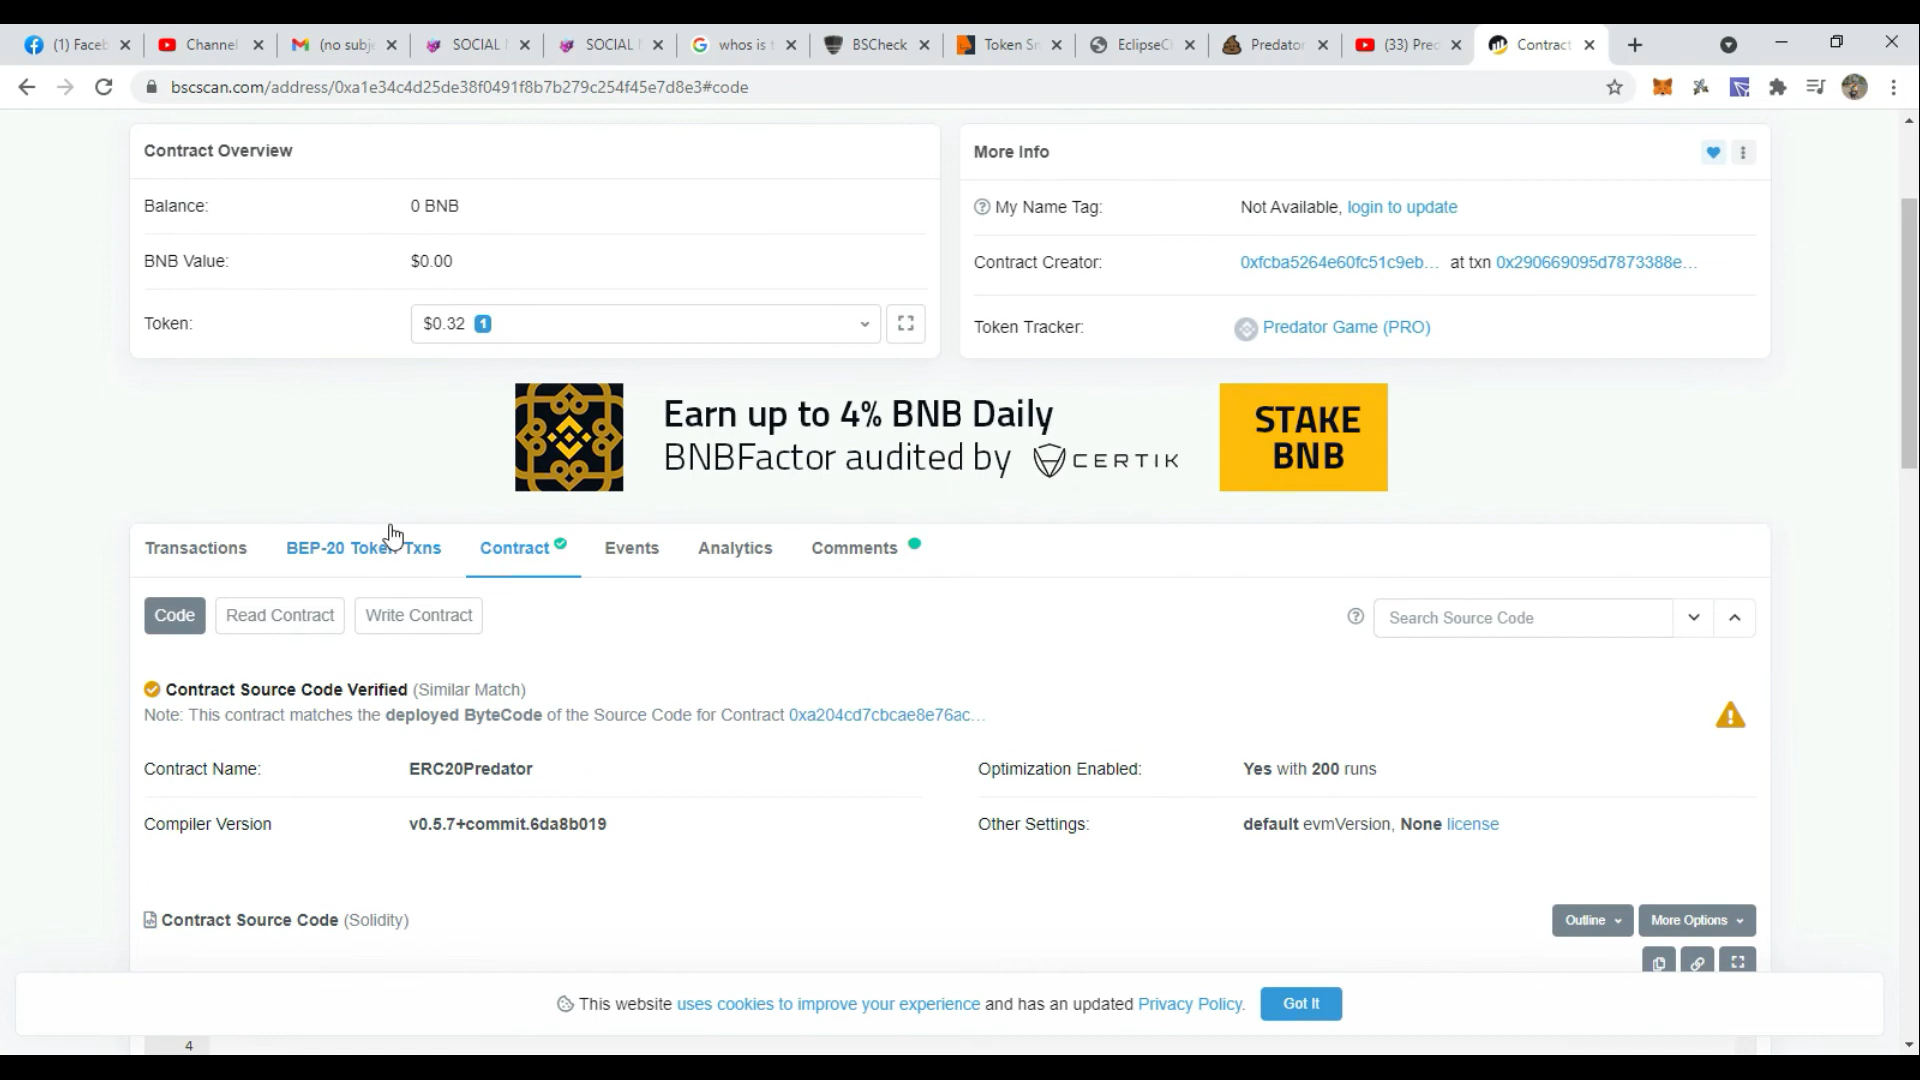 (1) Faceb
Channel
(no subje
SOCIAL
SOCIAL
whos is t
BSCheck
Token Sn
EclipseC
Predator
(33) Prec
Contract
bscscan.com/address/0xa1e34c4d25de38f0491f8b7b279c254f45e7d8e3#code
Contract Overview
Balance: 0 BNB
BNB Value: $0.00
Token: $0.32 1
More Info
My Name Tag: Not Available, login to update
Contract Creator: 0xfcba5264e60fc51c9eb... at txn 0x290669095d7873388e...
Token Tracker: Predator Game (PRO)
Earn up to 4% BNB Daily
BNBFactor audited by CERTIK
STAKE
BNB
Transactions BEP-20 Token Txns Contract Events Analytics Comments
Code Read Contract Write Contract
Search Source Code
Contract Source Code Verified (Similar Match)
Note: This contract matches the deployed ByteCode of the Source Code for Contract 0xa204cd7cbcae8e76ac...
Contract Name: ERC20Predator
Optimization Enabled: Yes with 200 runs
Compiler Version v0.5.7+commit.6da8b019
Other Settings: default evmVersion, None license
Contract Source Code (Solidity)
Outline More Options
This website uses cookies to improve your experience and has an updated Privacy Policy. Got It
4